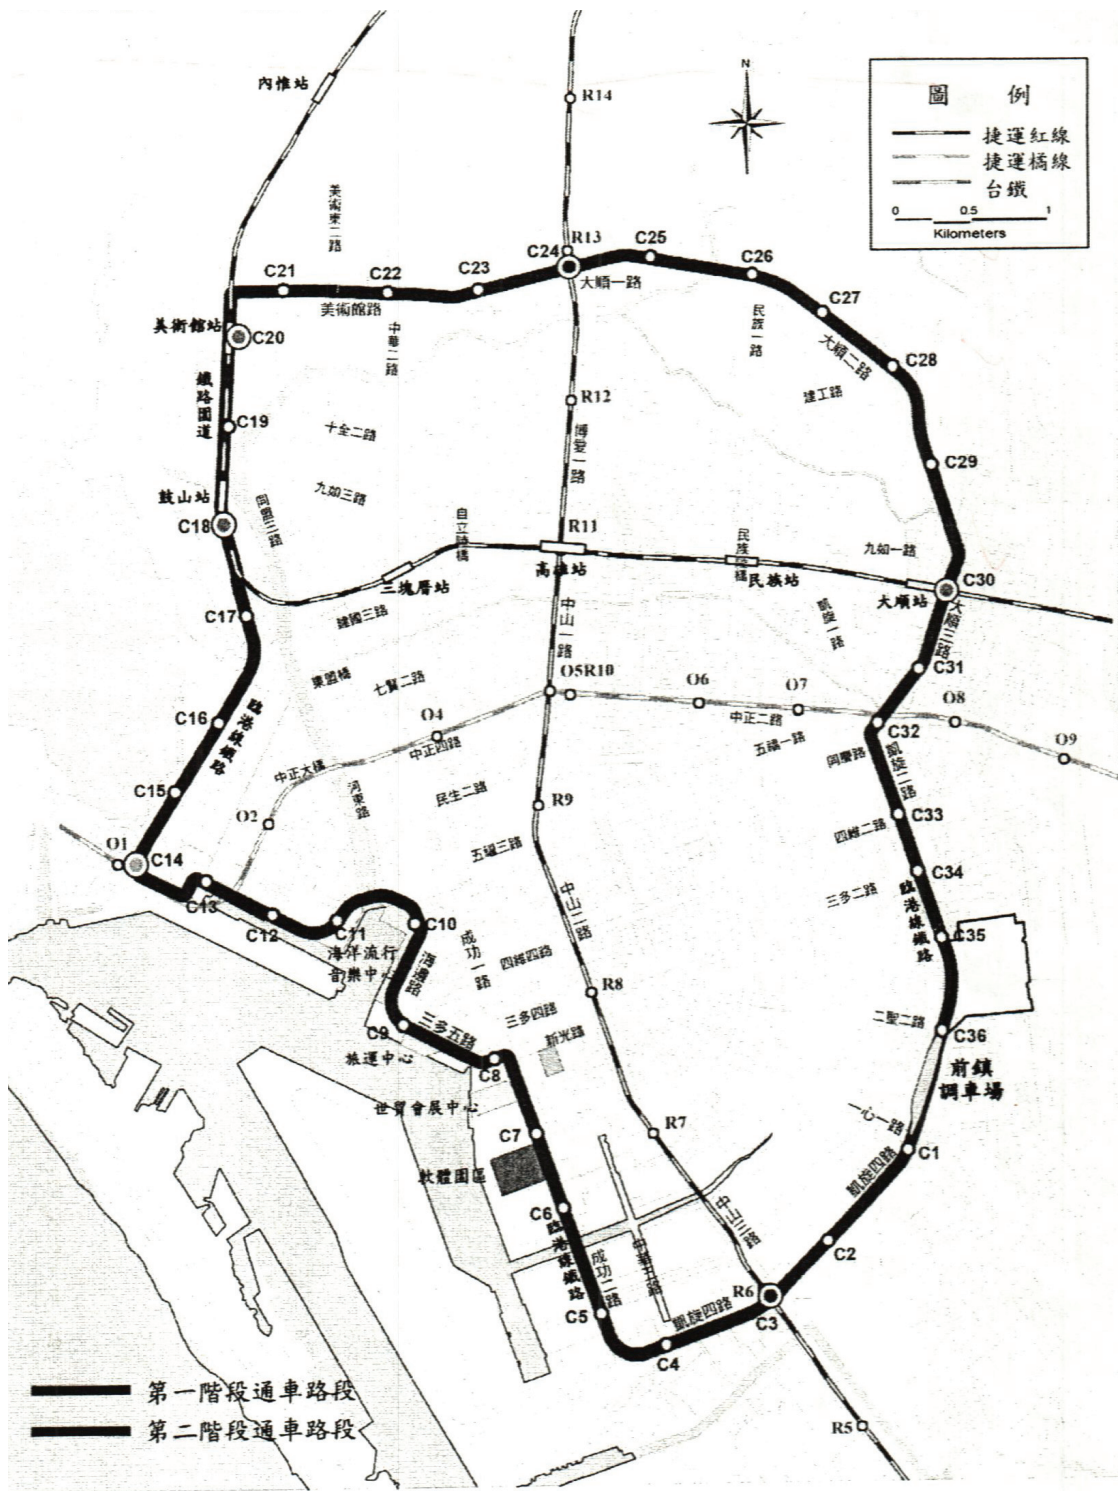 內惟站
R14
N
圖 例
捷運紅線
捷運橘線
台鐵
0 0.5 1
Kilometers
美術東二路
R13
C24
C25
C26
C21
C22
C23
大順一路
美術館路
C27
民族一路
美術館站
C20
中華二路
大順二路
C28
鐵路園道
R12
建工路
C19
十全二路
博愛一路
C29
九如三路
鼓山站
C18
同盟三路
自立陸橋
R11
民族陸橋
九如一路
高雄站
三塊厝站
民族站
C30
大順站
C17
建國三路
中山一路
凱旋一路
大順三路
C31
東盟橋
七賢二路
O5R10
O6
O7
O8
C16
臨港線鐵路
O4
中正四路
中正二路
C32
五福一路
同慶路
凱旋二路
O9
中正大橋
河東路
民生二路
C15
O2
R9
C33
四維二路
O1
C14
五福三路
C34
C13
中山二路
三多二路
臨港線鐵路
C12
C11
C10
C35
海洋流行
音樂中心
海邊路
成功一路
四維四路
R8
C9
三多五路
三多四路
新光路
二聖二路
C36
旅運中心
C8
前鎮
調車場
世貿會展中心
一心一路
C7
R7
C1
軟體園區
凱旋四路
C6
臨港線鐵路
中山三路
C2
成功二路
中華五路
R6
C5
凱旋四路
C3
C4
第一階段通車路段
第二階段通車路段
R5